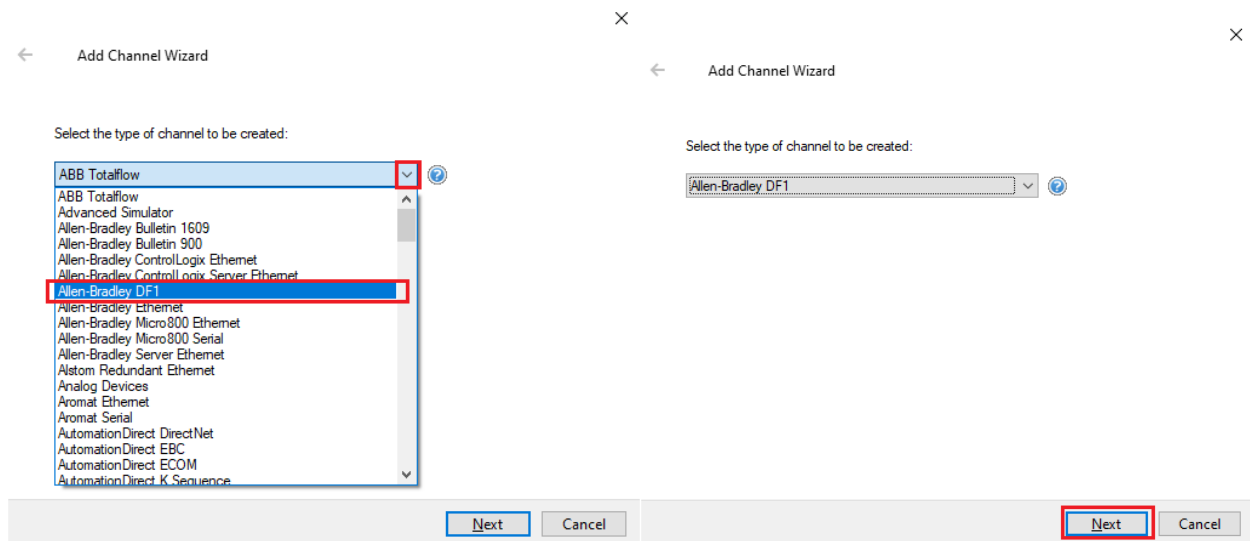 Add Channel Wizard
Select the type of channel to be created:
ABB Totalflow
ABB Totalflow
Advanced Simulator
Allen-Bradley Bulletin 1609
Allen-Bradley Bulletin 900
Allen-Bradley ControlLogix Ethernet
Allen-Bradley ControlLogix Server Ethernet
Allen-Bradley DF1
Allen-Bradley Ethernet
Allen-Bradley Micro800 Ethernet
Allen-Bradley Micro800 Serial
Allen-Bradley Server Ethernet
Alstom Redundant Ethernet
Analog Devices
Aromat Ethernet
Aromat Serial
AutomationDirect DirectNet
AutomationDirect EBC
AutomationDirect ECOM
AutomationDirect K Sequence
Next Cancel
Add Channel Wizard
Select the type of channel to be created:
Allen-Bradley DF1
Next Cancel